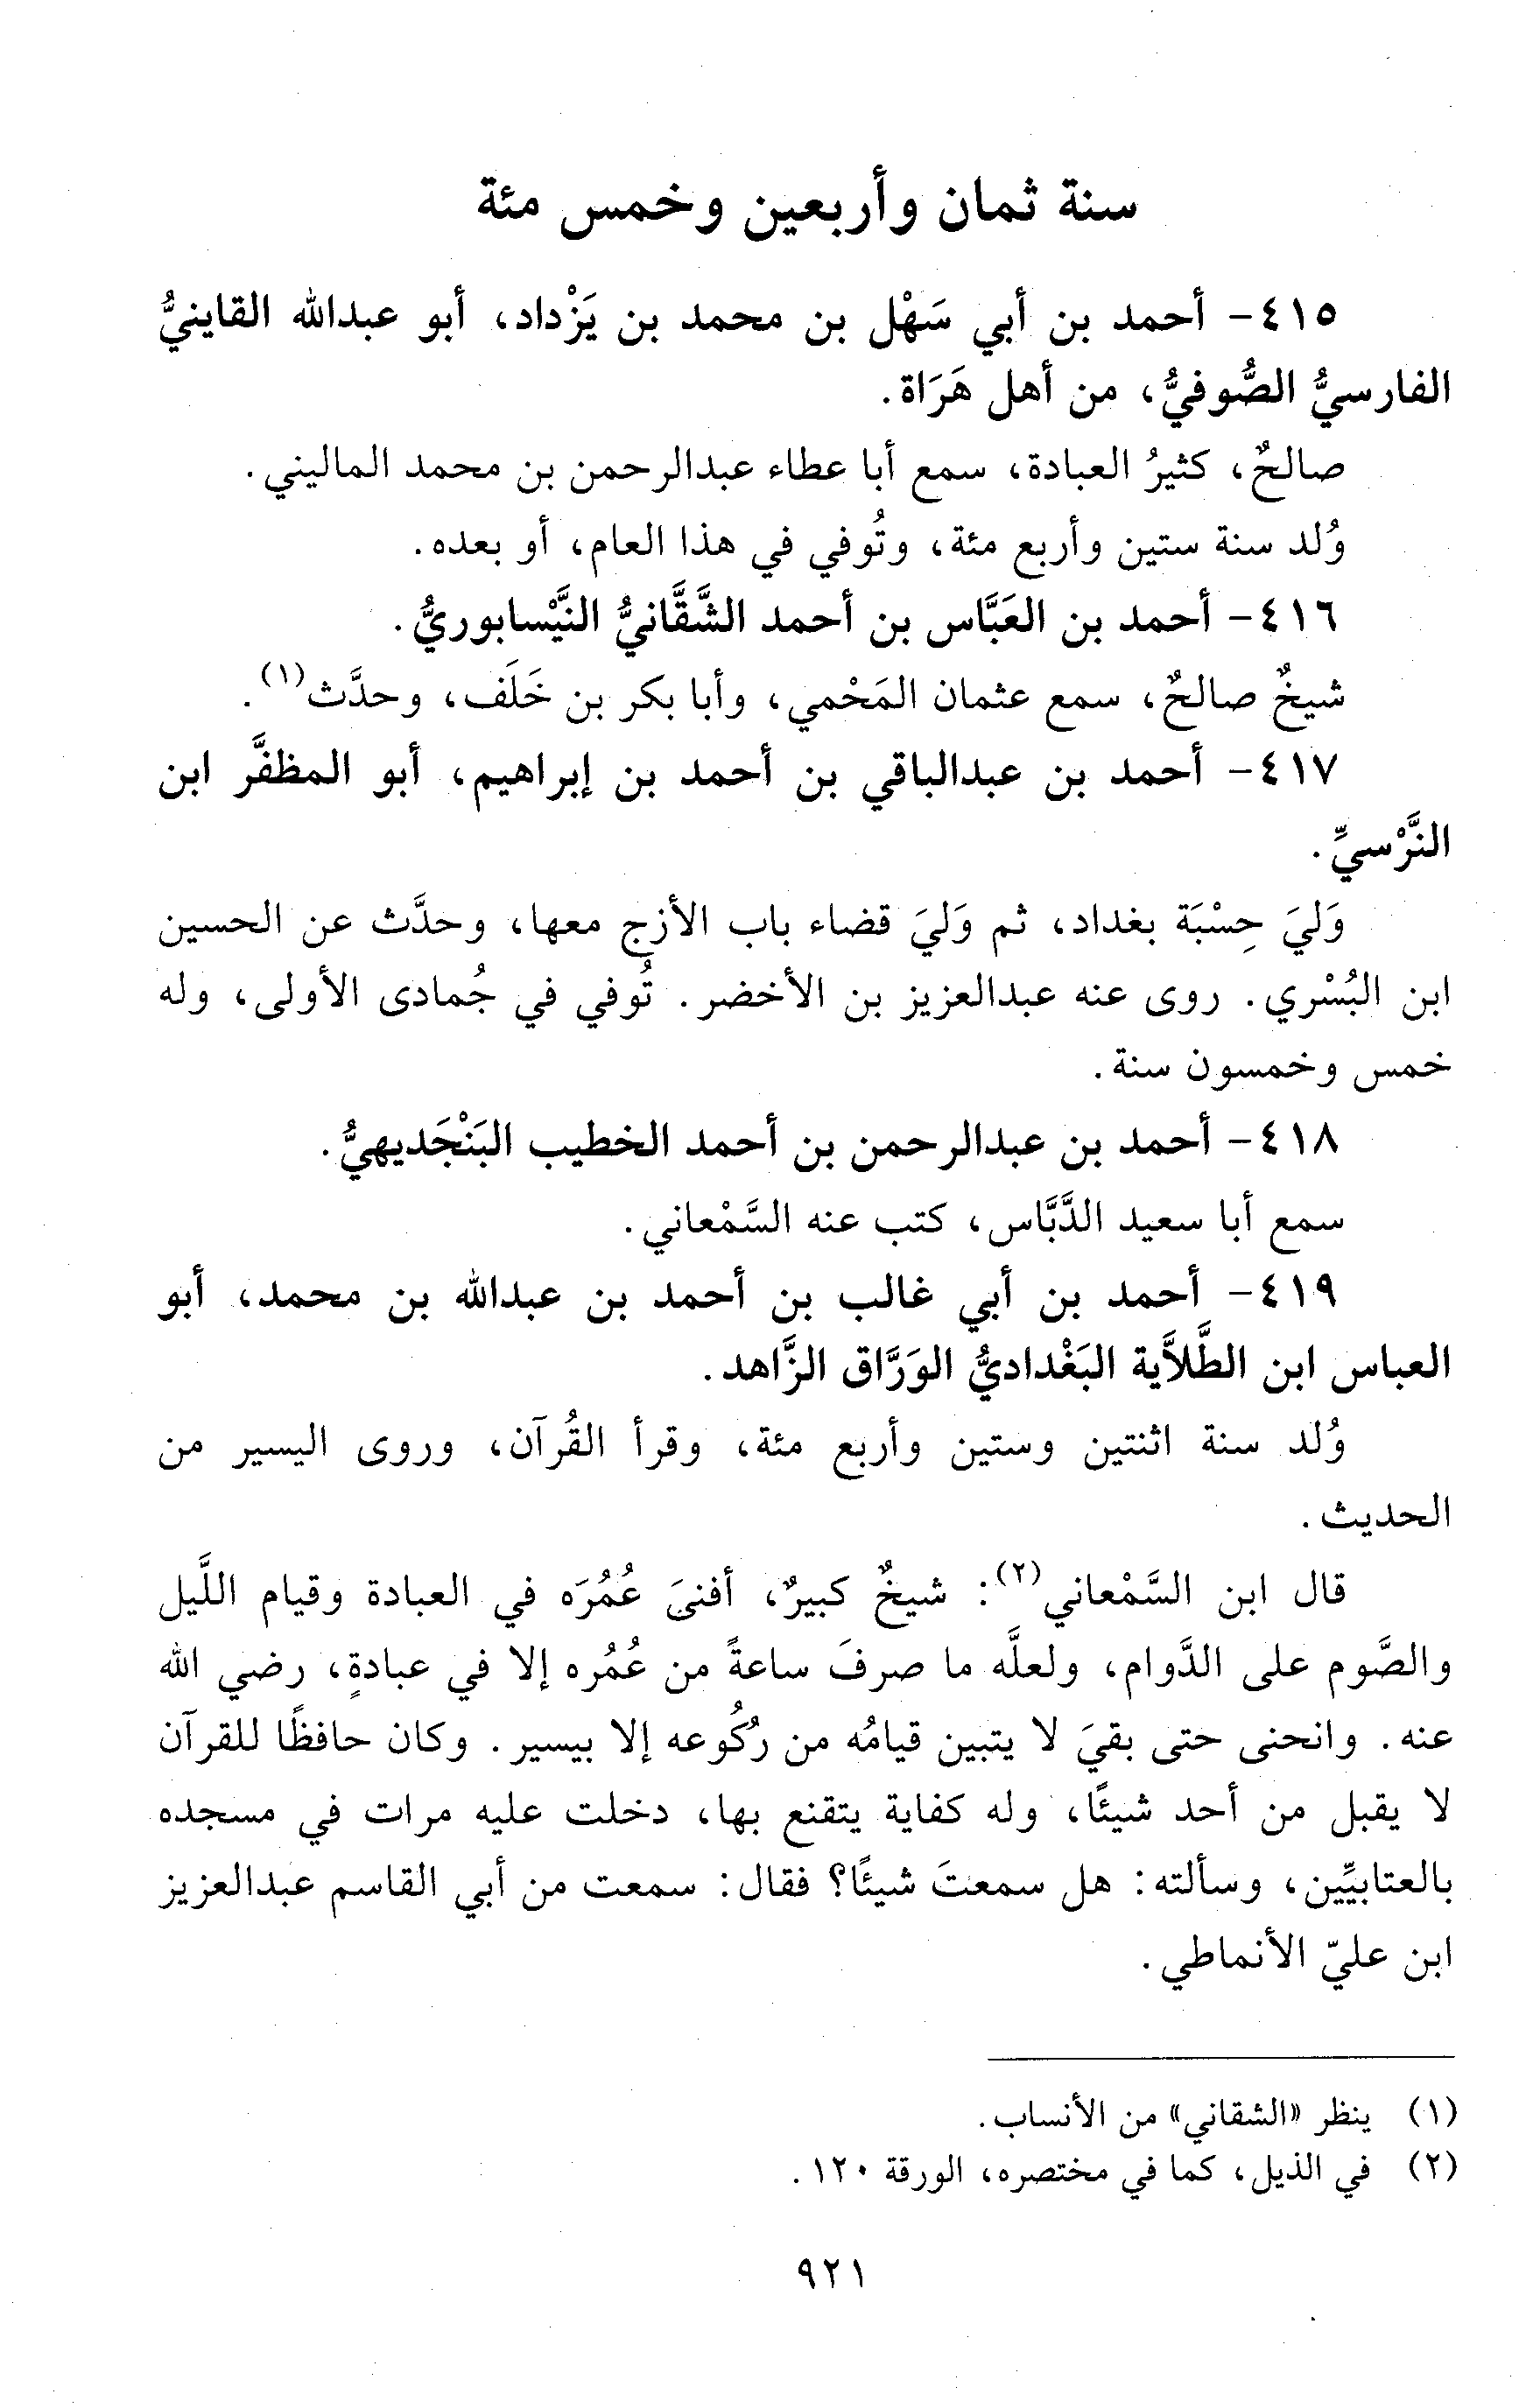 سنة ثمان وأربعين وخمس مئة
٤١٥- أحمد بن أبي سَهْل بن محمد بن يَزْداد، أبو عبدالله القاينيُّ
الفارسيُّ الصُّوفيُّ، من أهل هَرَاة.
صالحٌ، كثيرُ العبادة، سمع أبا عطاء عبدالرحمن بن محمد الماليني.
وُلد سنة ستين وأربع مئة، وتُوفي في هذا العام، أو بعده.
٤١٦- أحمد بن العَبَّاس بن أحمد الشَّقَّانيُّ النَّيْسابوريُّ.
شيخٌ صالحٌ، سمع عثمان المَحْمي، وأبا بكر بن خَلَف، وحدَّث(١).
٤١٧- أحمد بن عبدالباقي بن أحمد بن إبراهيم، أبو المظفَّر ابن
النَّرْسيِّ.
وَليَ حِسْبَة بغداد، ثم وَليَ قضاء باب الأزج معها، وحدَّث عن الحسين
ابن البُسْري. روى عنه عبدالعزيز بن الأخضر. تُوفي في جُمادى الأولى، وله
خمس وخمسون سنة.
٤١٨- أحمد بن عبدالرحمن بن أحمد الخطيب البَنْجَديهيُّ.
سمع أبا سعيد الدَّبَّاس، كتب عنه السَّمْعاني.
٤١٩- أحمد بن أبي غالب بن أحمد بن عبدالله بن محمد، أبو
العباس ابن الطَّلاَّية البَغْداديُّ الوَرَّاق الزَّاهد.
وُلد سنة اثنتين وستين وأربع مئة، وقرأ القُرآن، وروى اليسير من
الحديث.
قال ابن السَّمْعاني(٢): شيخٌ كبيرٌ، أفنىَ عُمُرَه في العبادة وقيام اللَّيل
والصَّوم على الدَّوام، ولعلَّه ما صرفَ ساعةً من عُمُره إلا في عبادةٍ، رضي الله
عنه. وانحنى حتى بقيَ لا يتبين قيامُه من رُكُوعه إلا بيسير. وكان حافظًا للقرآن
لا يقبل من أحد شيئًا، وله كفاية يتقنع بها، دخلت عليه مرات في مسجده
بالعتابيِّين، وسألته: هل سمعتَ شيئًا؟ فقال: سمعت من أبي القاسم عبدالعزيز
ابن عليّ الأنماطي.
(١) ينظر «الشقاني» من الأنساب.
(٢) في الذيل، كما في مختصره، الورقة ١٢٠.
٩٢١